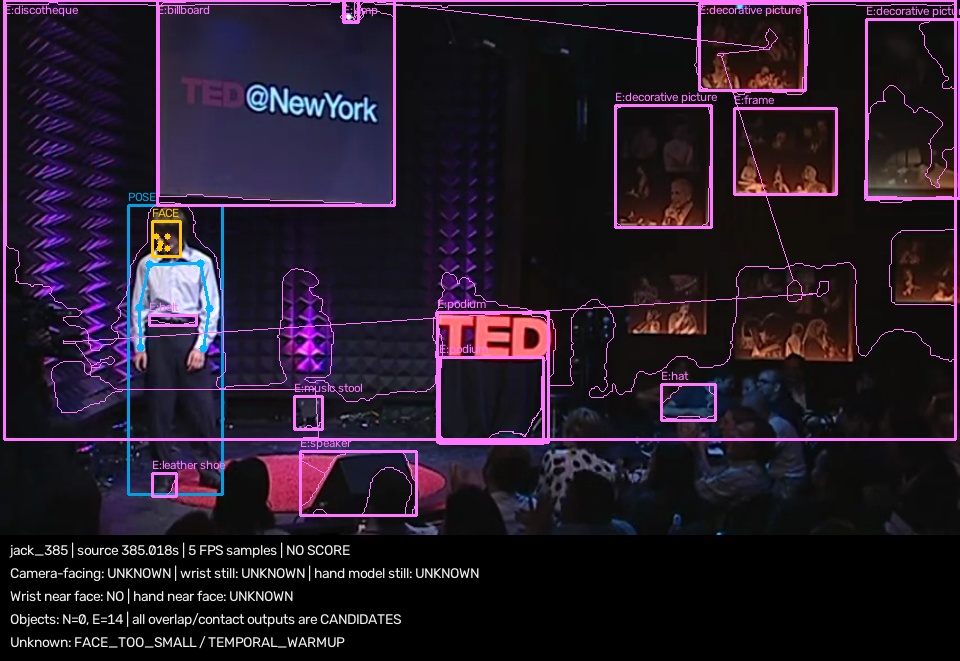 E:discotheque
E:billboard
E:decorative picture
E:decorative picture
TED@NewYork
E:decorative picture
E:frame
POSE
FACE
E:podium
TED
E:podium
E:hat
E:music stool
E:speaker
E:leather shoe
jack_385 | source 385.018s | 5 FPS samples | NO SCORE
Camera-facing: UNKNOWN | wrist still: UNKNOWN | hand model still: UNKNOWN
Wrist near face: NO | hand near face: UNKNOWN
Objects: N=0, E=14 | all overlap/contact outputs are CANDIDATES
Unknown: FACE_TOO_SMALL / TEMPORAL_WARMUP